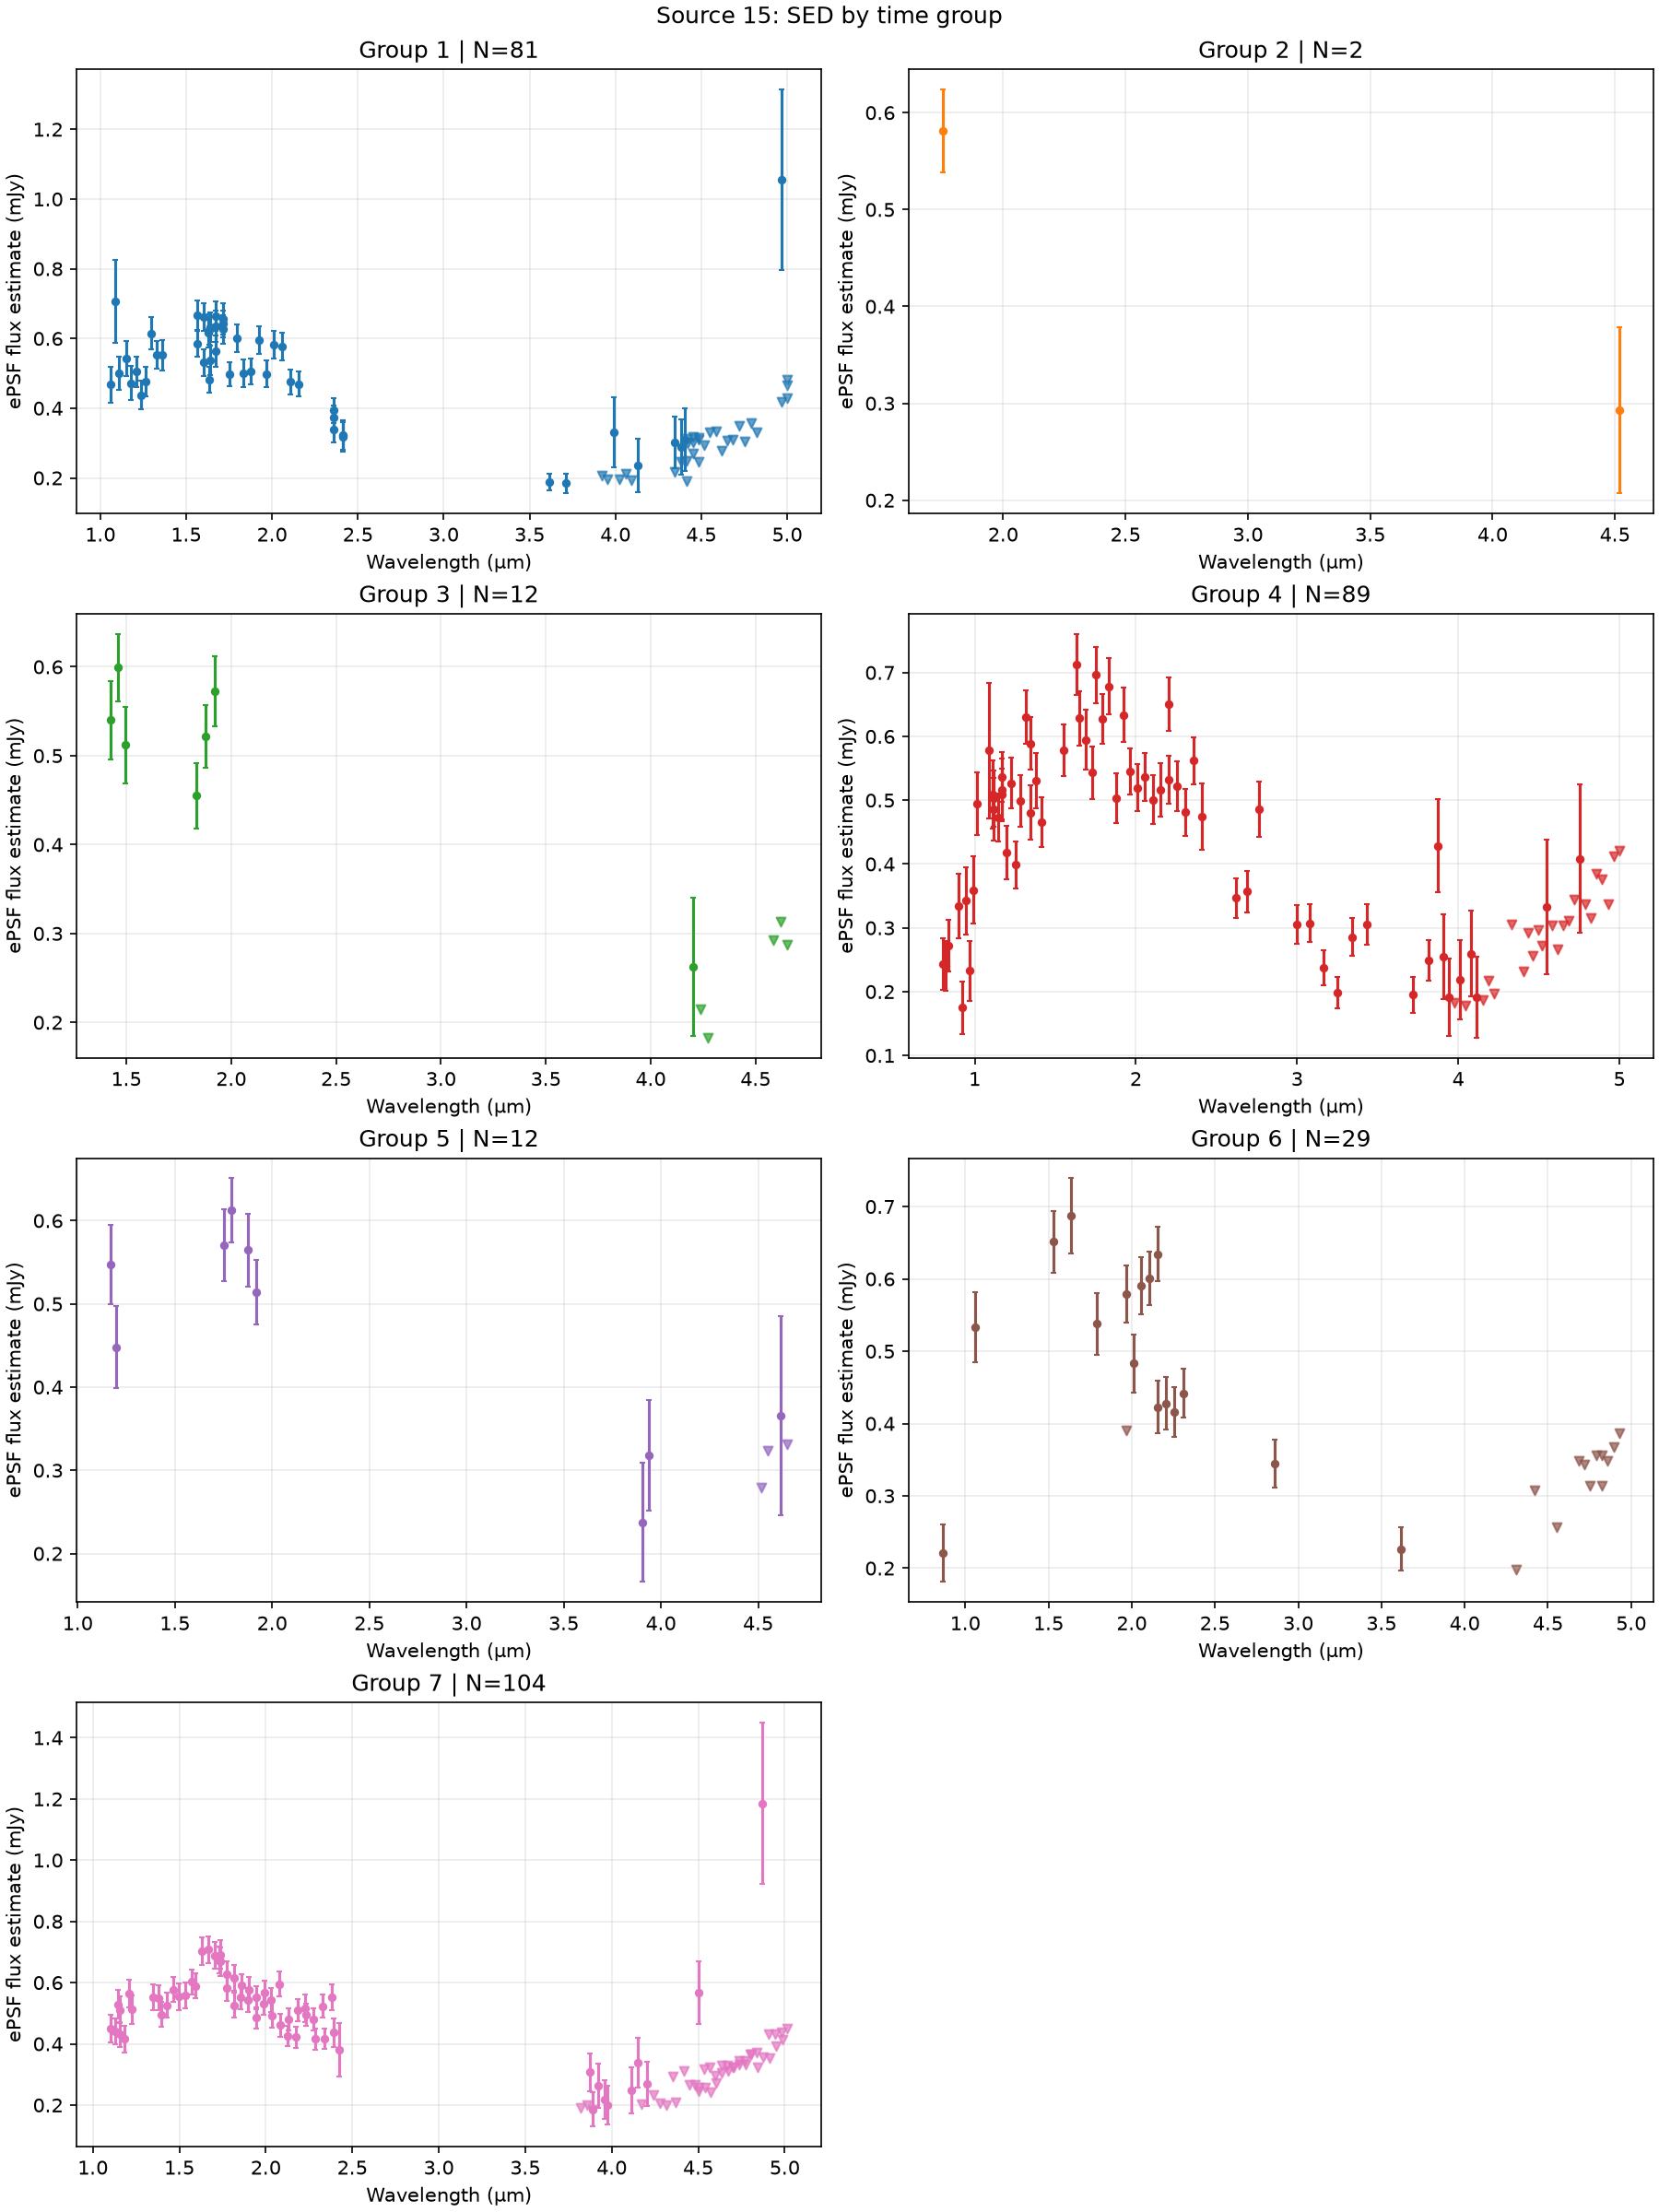 Source 15: SED by time group
Group 1 | N=81
ePSF flux estimate (mJy)
1.2
1.0
0.8
0.6
0.4
0.2
1.0 1.5 2.0 2.5 3.0 3.5 4.0 4.5 5.0
Wavelength (µm)
Group 2 | N=2
ePSF flux estimate (mJy)
0.6
0.5
0.4
0.3
0.2
2.0 2.5 3.0 3.5 4.0 4.5
Wavelength (µm)
Group 3 | N=12
ePSF flux estimate (mJy)
0.6
0.5
0.4
0.3
0.2
1.5 2.0 2.5 3.0 3.5 4.0 4.5
Wavelength (µm)
Group 4 | N=89
ePSF flux estimate (mJy)
0.7
0.6
0.5
0.4
0.3
0.2
0.1
1 2 3 4 5
Wavelength (µm)
Group 5 | N=12
ePSF flux estimate (mJy)
0.6
0.5
0.4
0.3
0.2
1.0 1.5 2.0 2.5 3.0 3.5 4.0 4.5
Wavelength (µm)
Group 6 | N=29
ePSF flux estimate (mJy)
0.7
0.6
0.5
0.4
0.3
0.2
1.0 1.5 2.0 2.5 3.0 3.5 4.0 4.5 5.0
Wavelength (µm)
Group 7 | N=104
ePSF flux estimate (mJy)
1.4
1.2
1.0
0.8
0.6
0.4
0.2
1.0 1.5 2.0 2.5 3.0 3.5 4.0 4.5 5.0
Wavelength (µm)